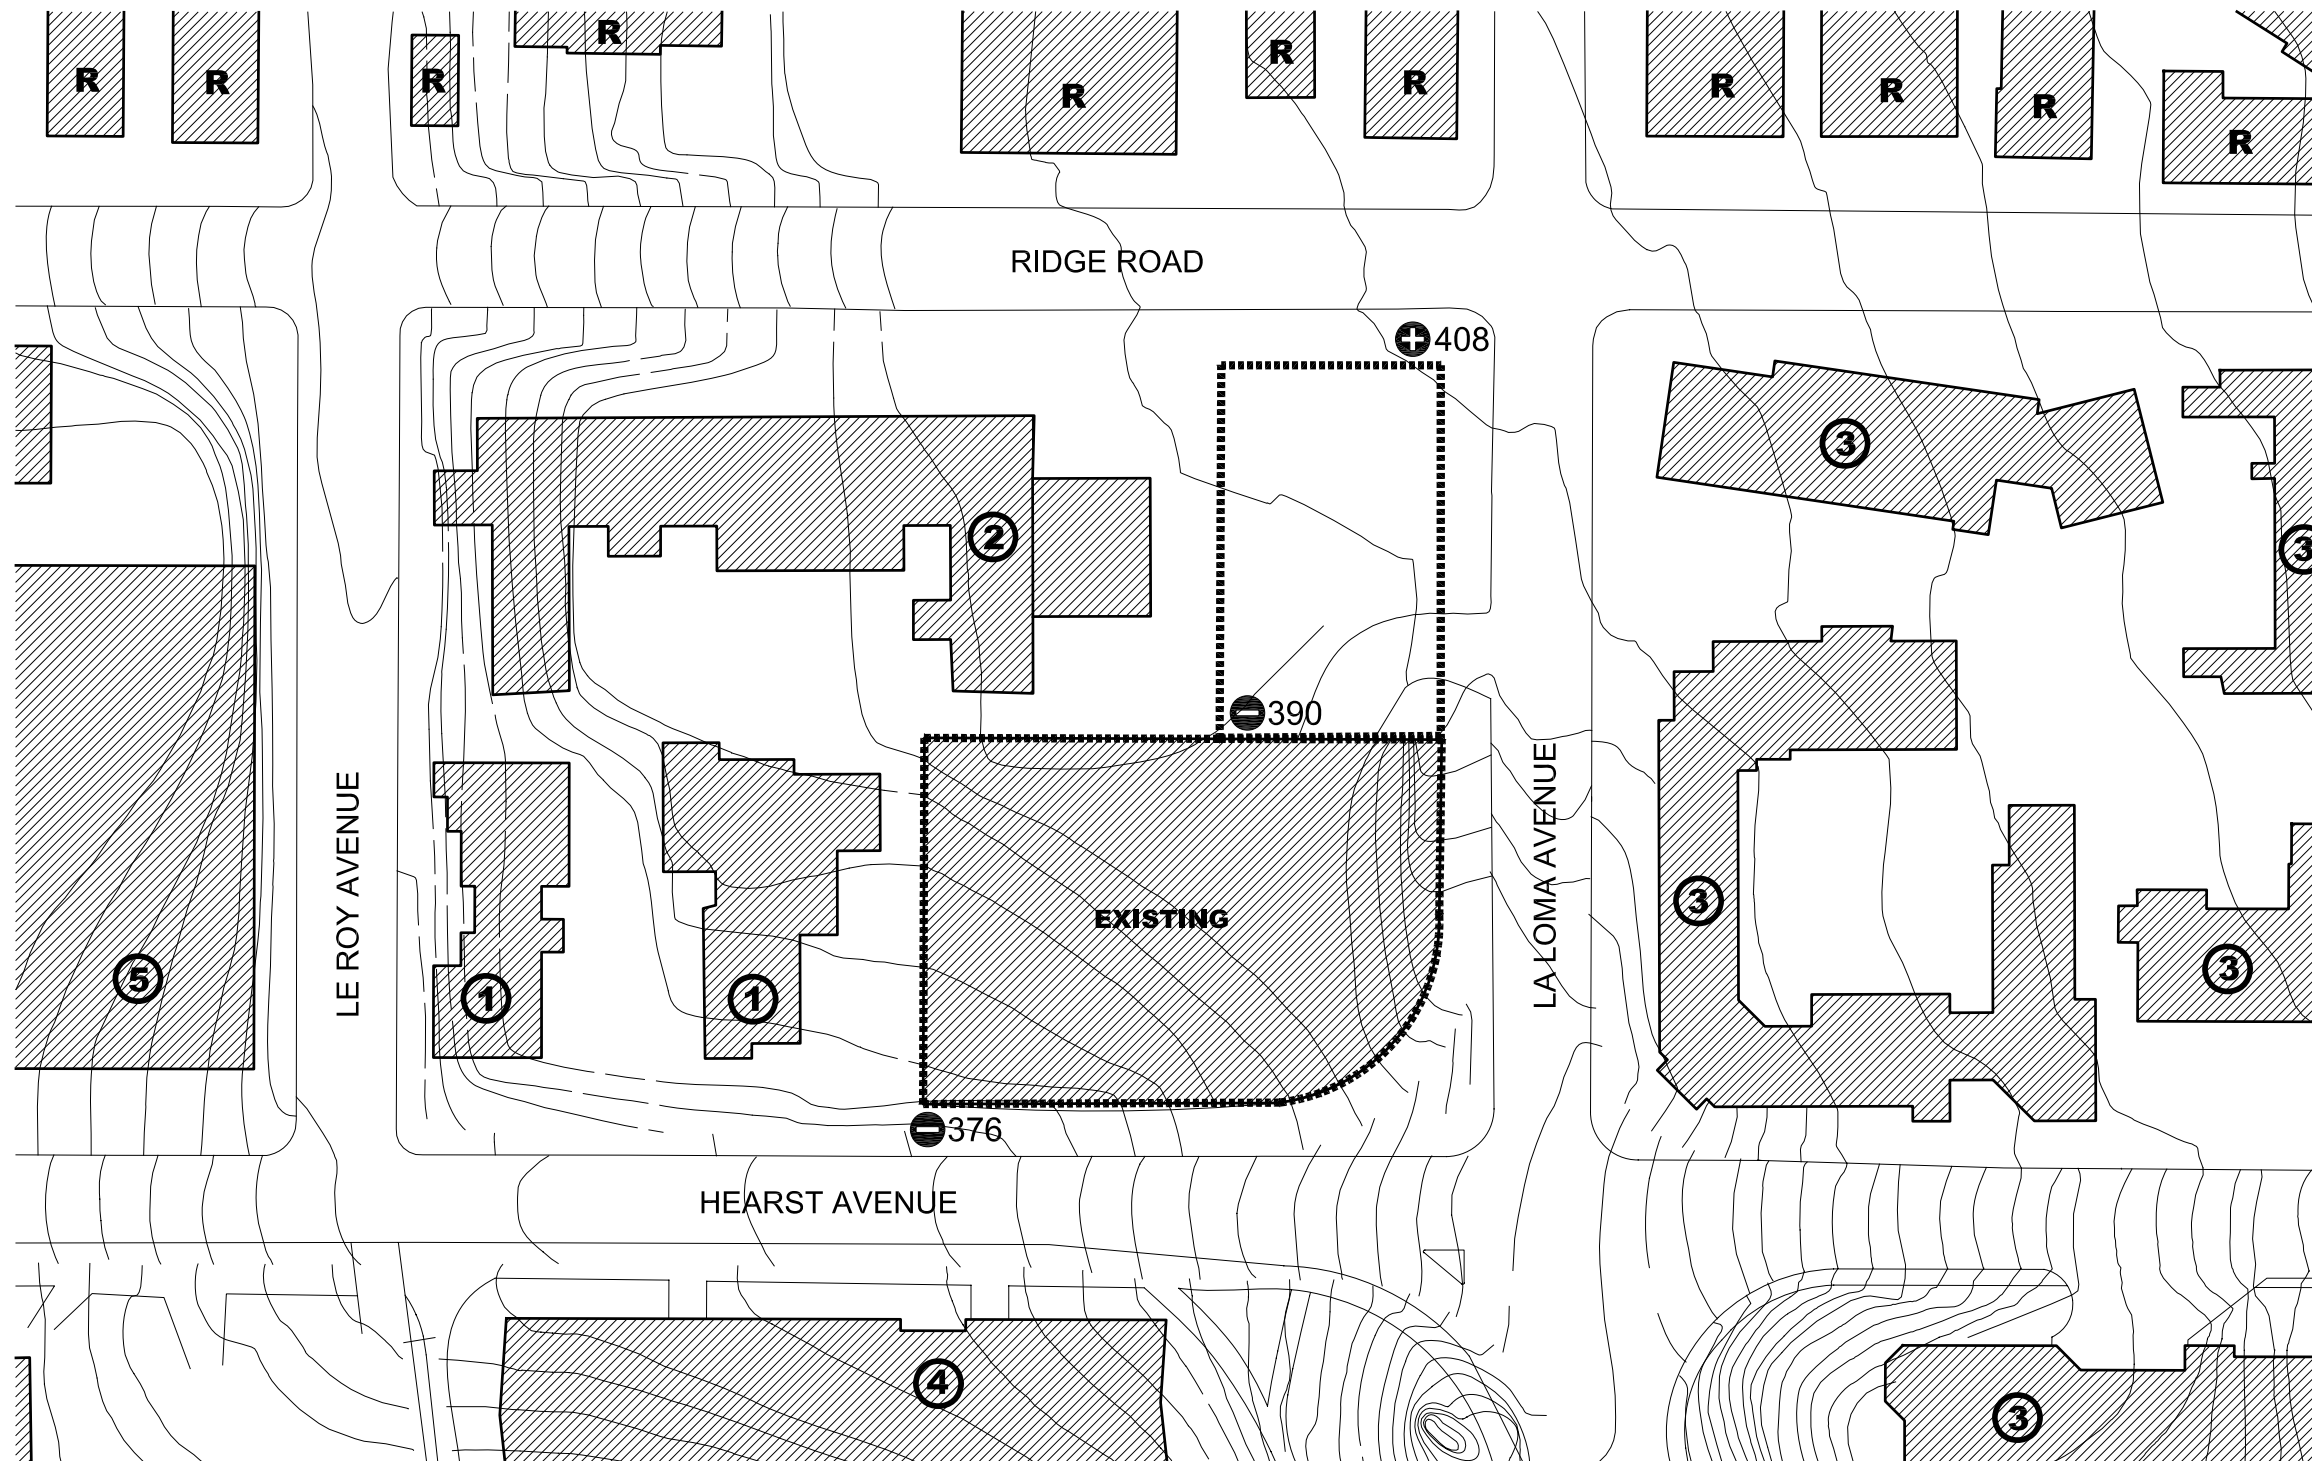 R
R
R
R
R
R
R
R
R
R
R
RIDGE ROAD
+ 408
3
2
3
− 390
LE ROY AVENUE
LA LOMA AVENUE
EXISTING
3
3
5
1
1
− 376
HEARST AVENUE
4
3